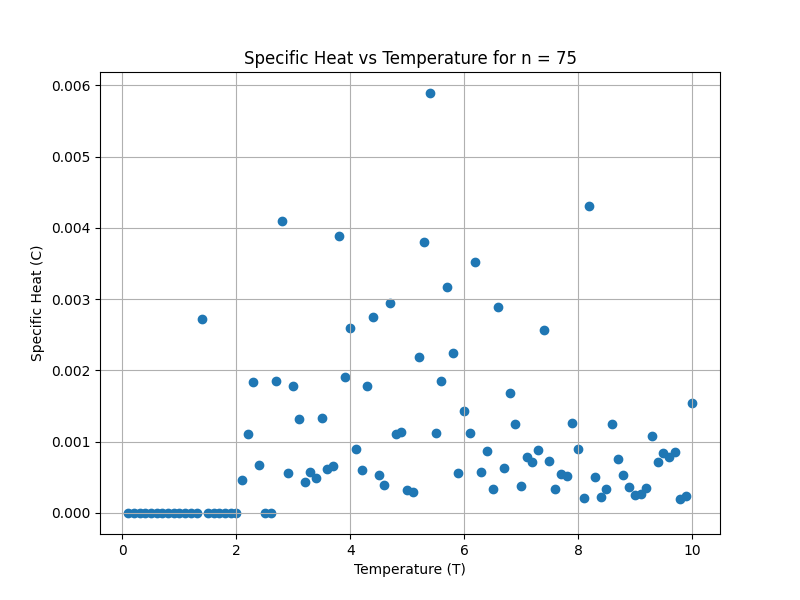 Specific Heat vs Temperature for n = 75
0.006
0.005
0.004
0.003
0.002
0.001
0.000
Specific Heat (C)
0 2 4 6 8 10
Temperature (T)